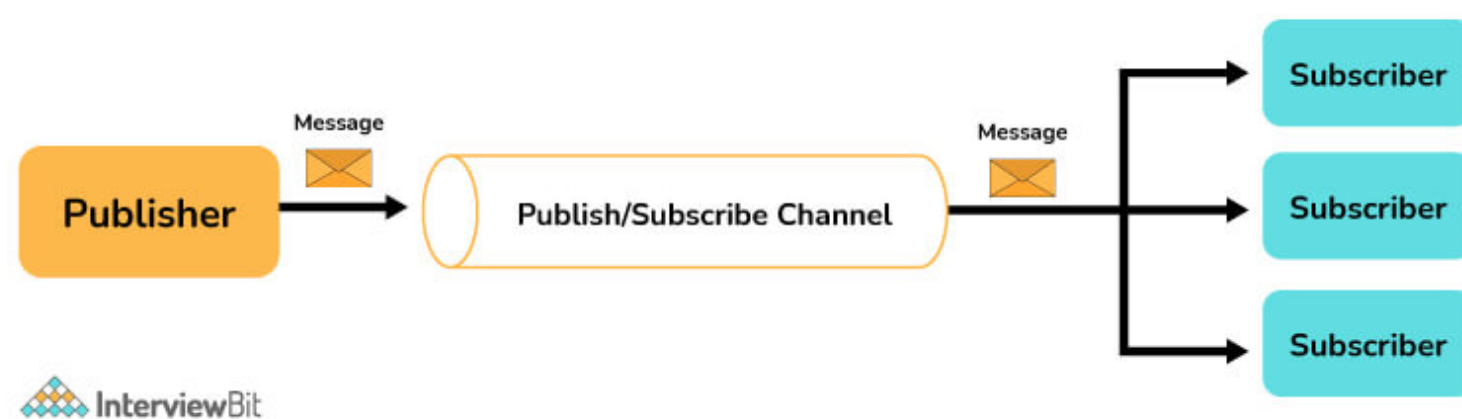 Message
Publisher
Publish/Subscribe Channel
Message
Subscriber
Subscriber
Subscriber
InterviewBit